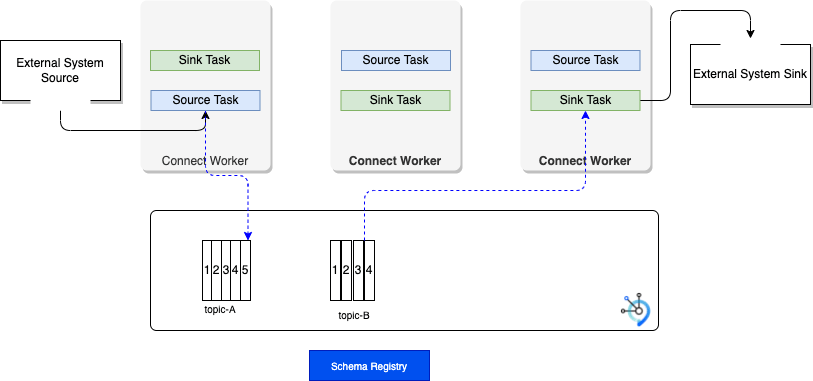 External System
Source
Sink Task
Source Task
Connect Worker
Source Task
Sink Task
Connect Worker
Source Task
Sink Task
Connect Worker
External System Sink
1 2 3 4 5
topic-A
1 2 3 4
topic-B
Schema Registry